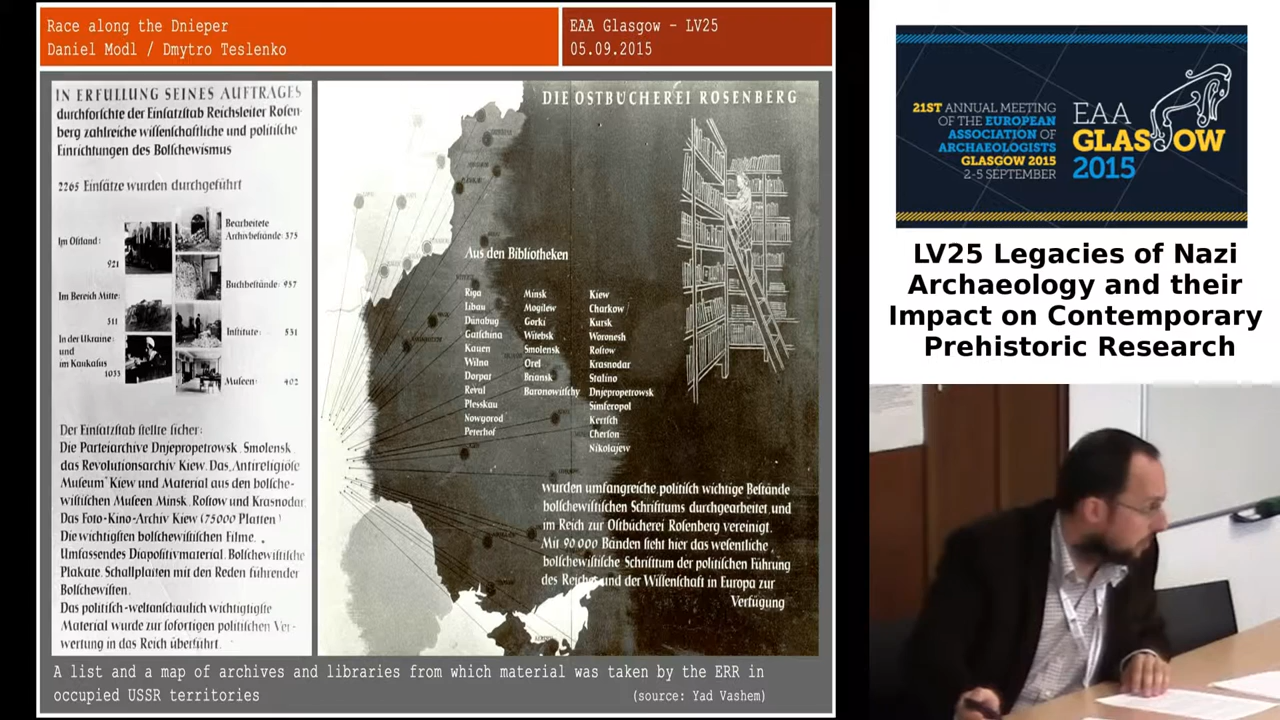 Race along the Dnieper
Daniel Modl / Dmytro Teslenko
EAA Glasgow – LV25
05.09.2015
IN ERFULLUNG SEINES AUFTRAGES
durchforschte der Einſatzſtab Reichsleiter Roſen-
berg zahlreiche wiſſenſchaftliche und politiſche
Einrichtungen des Bolſchewismus
2265 Einſätze wurden durchgeführt
Im Oſtland:
921
Im Bereich Mitte:
311
In der Ukraine:
und
im Kaukaſus
1033
Bearbeitete
Archivbeſtände: 375
Buchbeſtände: 957
Inſtitute: 531
Muſeen: 402
Der Einſatzſtab ſtellte ſicher:
Die Parteiarchive Dnjepropetrowsk, Smolensk,
das Revolutionsarchiv Kiew. Das „Antireligiöſe
Muſeum" Kiew und Material aus den bolſche-
wiſtiſchen Muſeen Minsk, Roſtow und Krasnodar.
Das Foto-Kino-Archiv Kiew (75000 Platten)
Die wichtigſten bolſchewiſtiſchen Filme.
Umfaſſendes Diapoſitivmaterial. Bolſchewiſtiſche
Plakate. Schallplatten mit den Reden führender
Bolſchewiſten.
Das politiſch-weltanſchaulich wichtigſte
Material wurde zur ſofortigen politiſchen Ver-
wertung in das Reich überführt.
DIE OSTBÜCHEREI ROSENBERG
Aus den Bibliotheken
Riga
Libau
Dünaburg
Gatſchina
Kauen
Wilna
Dorpat
Reval
Pleskau
Nowgorod
Peterhof
Minsk
Mogilew
Gorki
Witebsk
Smolensk
Orel
Briansk
Baronowitſchy
Kiew
Charkow
Kursk
Woronesh
Roſtow
Krasnodar
Stalino
Dnjepropetrowsk
Simferopol
Kertſch
Cherſon
Nikolajew
wurden umfangreiche, politiſch wichtige Beſtände
bolſchewiſtiſchen Schrifttums durchgearbeitet und
im Reich zur Oſtbücherei Roſenberg vereinigt.
Mit 90 000 Bänden ſteht hier das weſentliche
bolſchewiſtiſche Schrifttum der politiſchen Führung
des Reiches und der Wiſſenſchaft in Europa zur
Verfügung
A list and a map of archives and libraries from which material was taken by the ERR in
occupied USSR territories
(source: Yad Vashem)
21ST ANNUAL MEETING
OF THE EUROPEAN
ASSOCIATION OF
ARCHAEOLOGISTS
GLASGOW 2015
2-5 SEPTEMBER
EAA
GLASGOW
2015
LV25 Legacies of Nazi
Archaeology and their
Impact on Contemporary
Prehistoric Research